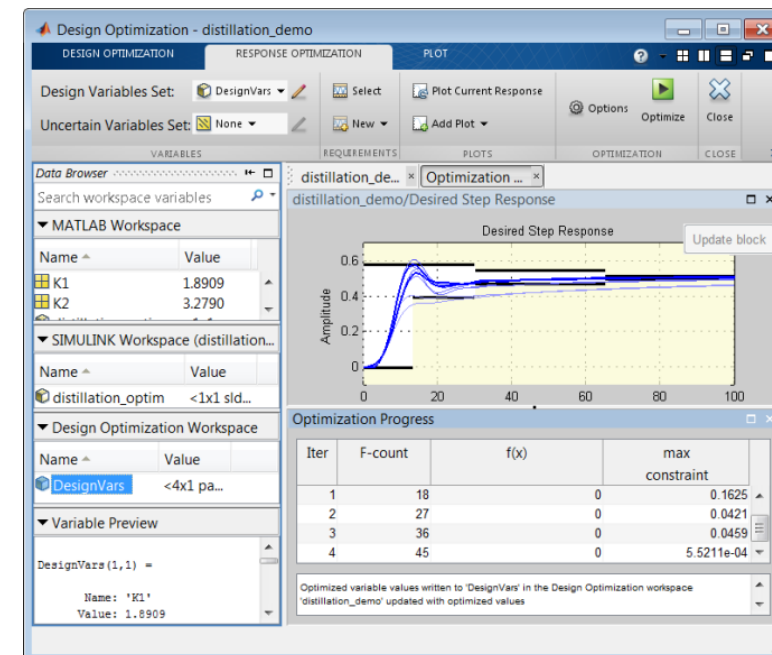 Design Optimization - distillation_demo
DESIGN OPTIMIZATION RESPONSE OPTIMIZATION PLOT
Design Variables Set: DesignVars
Select
Plot Current Response
Options
Optimize
Close
Uncertain Variables Set: None
New
Add Plot
VARIABLES REQUIREMENTS PLOTS OPTIMIZATION CLOSE
Data Browser
Search workspace variables
MATLAB Workspace
Name Value
K1 1.8909
K2 3.2790
SIMULINK Workspace (distillation...
Name Value
distillation_optim <1x1 sld...
Design Optimization Workspace
Name Value
DesignVars <4x1 pa...
Variable Preview
DesignVars(1,1) =
Name: 'K1'
Value: 1.8909
distillation_de... × Optimization ... ×
distillation_demo/Desired Step Response
Desired Step Response
Update block
Amplitude
0.6
0.4
0.2
0
0 20 40 60 80 100
Optimization Progress
Iter F-count f(x) max constraint
1 18 0 0.1625
2 27 0 0.0421
3 36 0 0.0459
4 45 0 5.5211e-04
Optimized variable values written to 'DesignVars' in the Design Optimization workspace
'distillation_demo' updated with optimized values